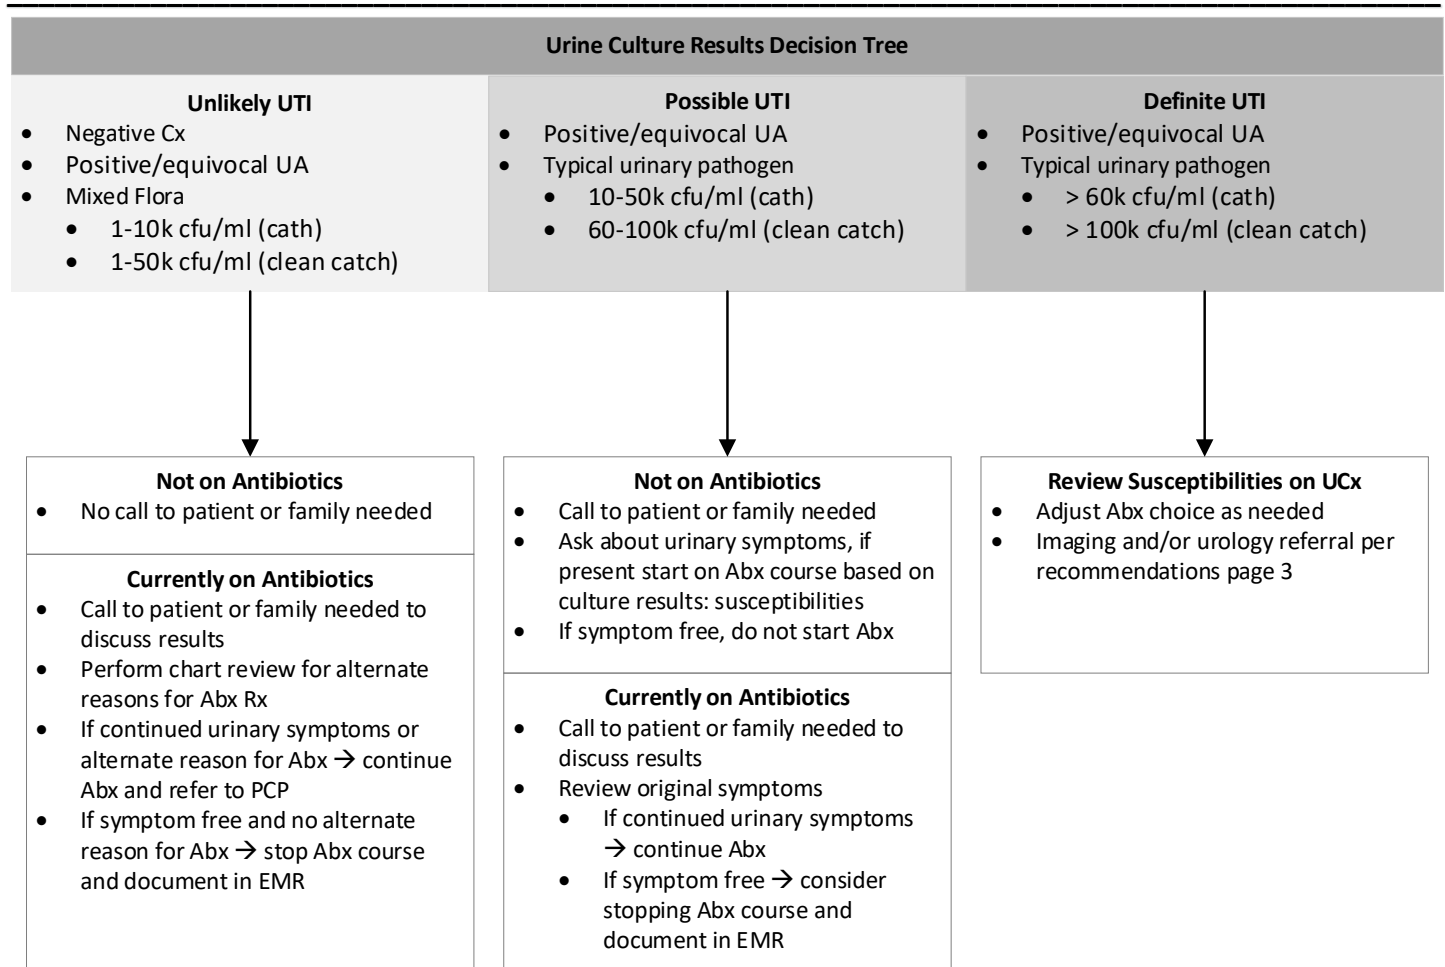 Urine Culture Results Decision Tree
Unlikely UTI
• Negative Cx
• Positive/equivocal UA
• Mixed Flora
• 1-10k cfu/ml (cath)
• 1-50k cfu/ml (clean catch)
Possible UTI
• Positive/equivocal UA
• Typical urinary pathogen
• 10-50k cfu/ml (cath)
• 60-100k cfu/ml (clean catch)
Definite UTI
• Positive/equivocal UA
• Typical urinary pathogen
• > 60k cfu/ml (cath)
• > 100k cfu/ml (clean catch)
Not on Antibiotics
• No call to patient or family needed
Currently on Antibiotics
• Call to patient or family needed to
discuss results
• Perform chart review for alternate
reasons for Abx Rx
• If continued urinary symptoms or
alternate reason for Abx → continue
Abx and refer to PCP
• If symptom free and no alternate
reason for Abx → stop Abx course
and document in EMR
Not on Antibiotics
• Call to patient or family needed
• Ask about urinary symptoms, if
present start on Abx course based on
culture results: susceptibilities
• If symptom free, do not start Abx
Currently on Antibiotics
• Call to patient or family needed to
discuss results
• Review original symptoms
• If continued urinary symptoms
→ continue Abx
• If symptom free → consider
stopping Abx course and
document in EMR
Review Susceptibilities on UCx
• Adjust Abx choice as needed
• Imaging and/or urology referral per
recommendations page 3